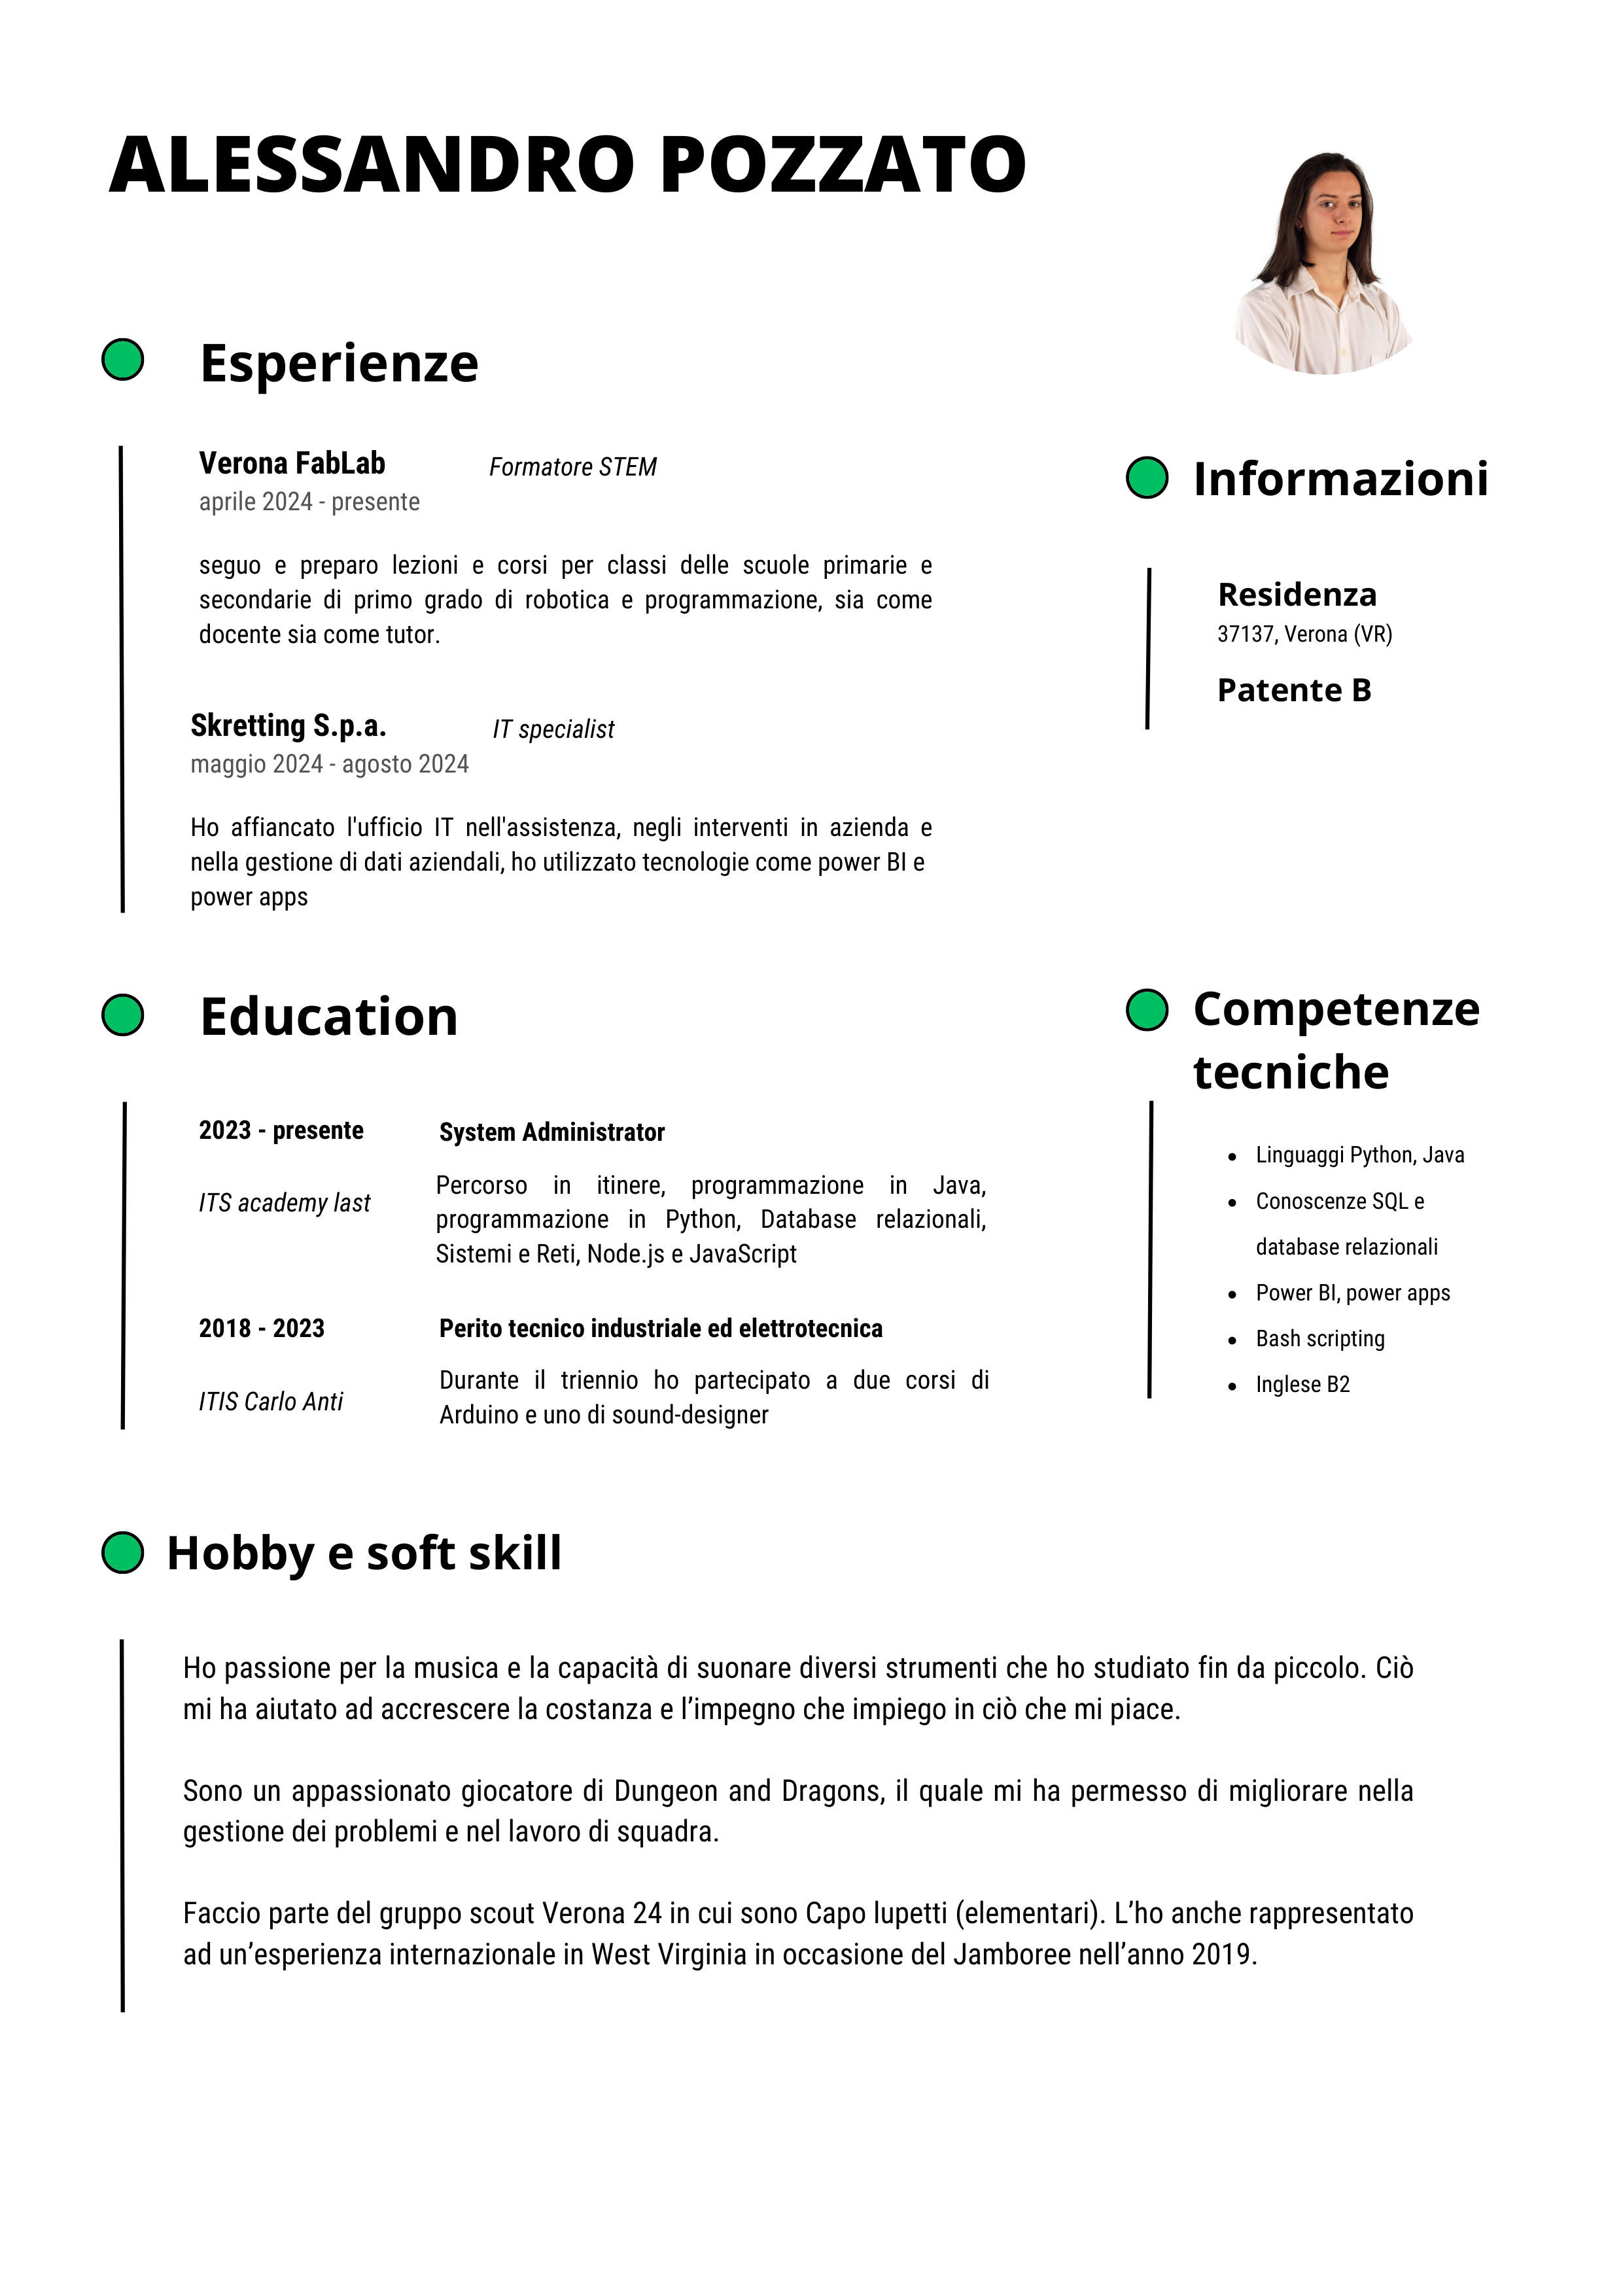 ALESSANDRO POZZATO
Esperienze
Verona FabLab
Formatore STEM
aprile 2024 - presente
seguo e preparo lezioni e corsi per classi delle scuole primarie e
secondarie di primo grado di robotica e programmazione, sia come
docente sia come tutor.
Skretting S.p.a.
IT specialist
maggio 2024 - agosto 2024
Ho affiancato l'ufficio IT nell'assistenza, negli interventi in azienda e
nella gestione di dati aziendali, ho utilizzato tecnologie come power BI e
power apps
Informazioni
Residenza
37137, Verona (VR)
Patente B
Education
2023 - presente
System Administrator
ITS academy last
Percorso in itinere, programmazione in Java,
programmazione in Python, Database relazionali,
Sistemi e Reti, Node.js e JavaScript
2018 - 2023
Perito tecnico industriale ed elettrotecnica
ITIS Carlo Anti
Durante il triennio ho partecipato a due corsi di
Arduino e uno di sound-designer
Competenze
tecniche
• Linguaggi Python, Java
• Conoscenze SQL e
database relazionali
• Power BI, power apps
• Bash scripting
• Inglese B2
Hobby e soft skill
Ho passione per la musica e la capacità di suonare diversi strumenti che ho studiato fin da piccolo. Ciò
mi ha aiutato ad accrescere la costanza e l’impegno che impiego in ciò che mi piace.
Sono un appassionato giocatore di Dungeon and Dragons, il quale mi ha permesso di migliorare nella
gestione dei problemi e nel lavoro di squadra.
Faccio parte del gruppo scout Verona 24 in cui sono Capo lupetti (elementari). L’ho anche rappresentato
ad un’esperienza internazionale in West Virginia in occasione del Jamboree nell’anno 2019.